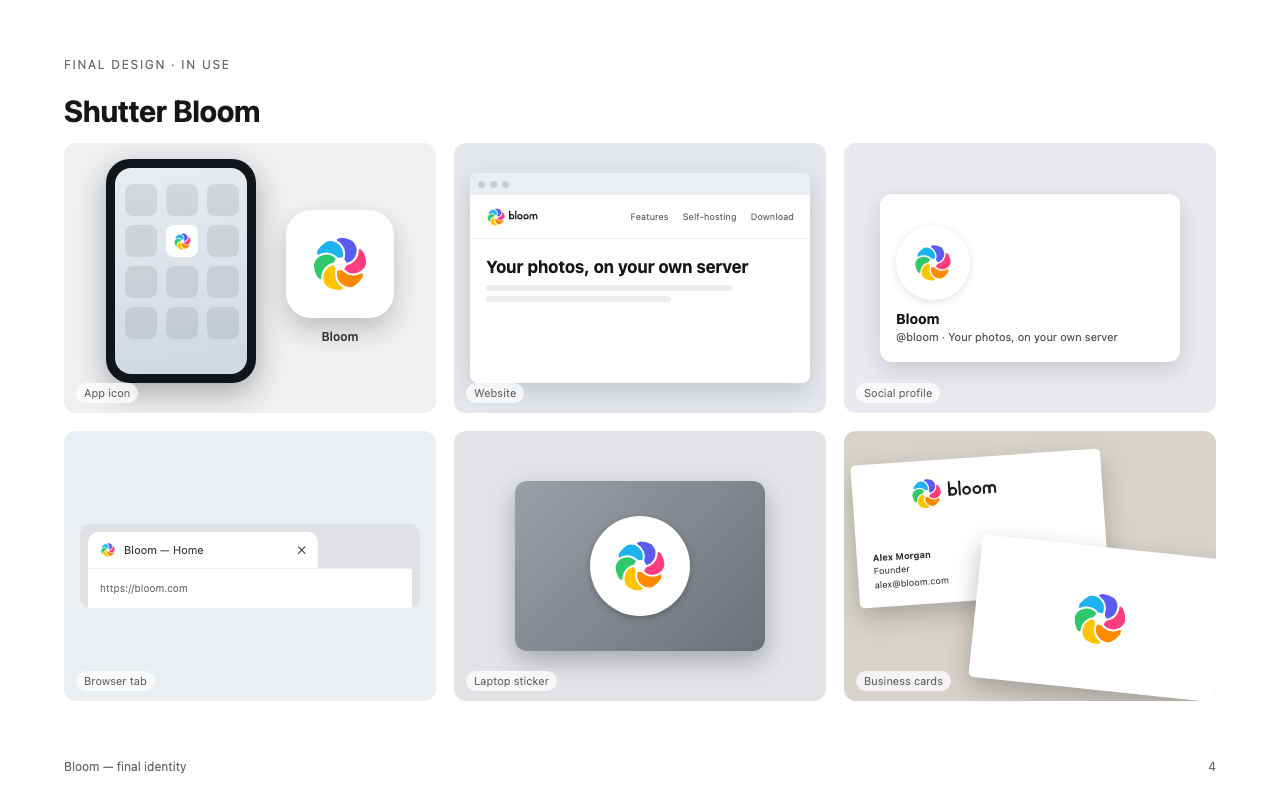 FINAL DESIGN · IN USE
Shutter Bloom
Bloom
App icon
bloom
Features Self-hosting Download
Your photos, on your own server
Website
Bloom
@bloom · Your photos, on your own server
Social profile
Bloom — Home
https://bloom.com
Browser tab
Laptop sticker
bloom
Alex Morgan
Founder
alex@bloom.com
Business cards
Bloom — final identity
4